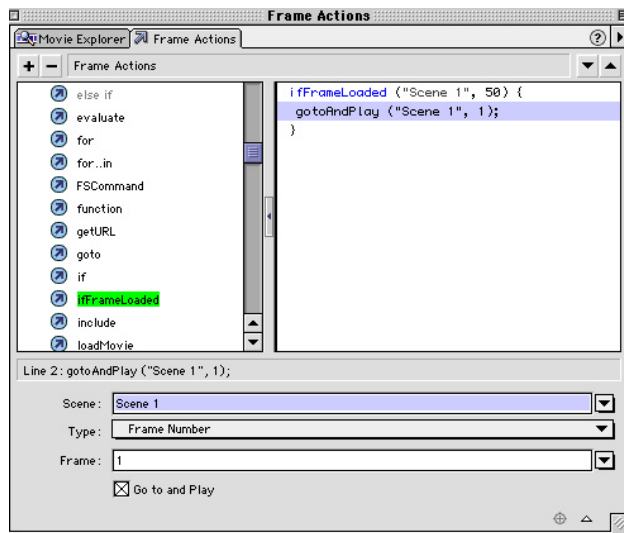 Frame Actions
Movie Explorer Frame Actions ?
+ - Frame Actions
else if
evaluate
for
for..in
FSCommand
function
getURL
goto
if
ifFrameLoaded
include
loadMovie
ifFrameLoaded ("Scene 1", 50) {
gotoAndPlay ("Scene 1", 1);
}
Line 2: gotoAndPlay ("Scene 1", 1);
Scene: Scene 1
Type: Frame Number
Frame: 1
Go to and Play